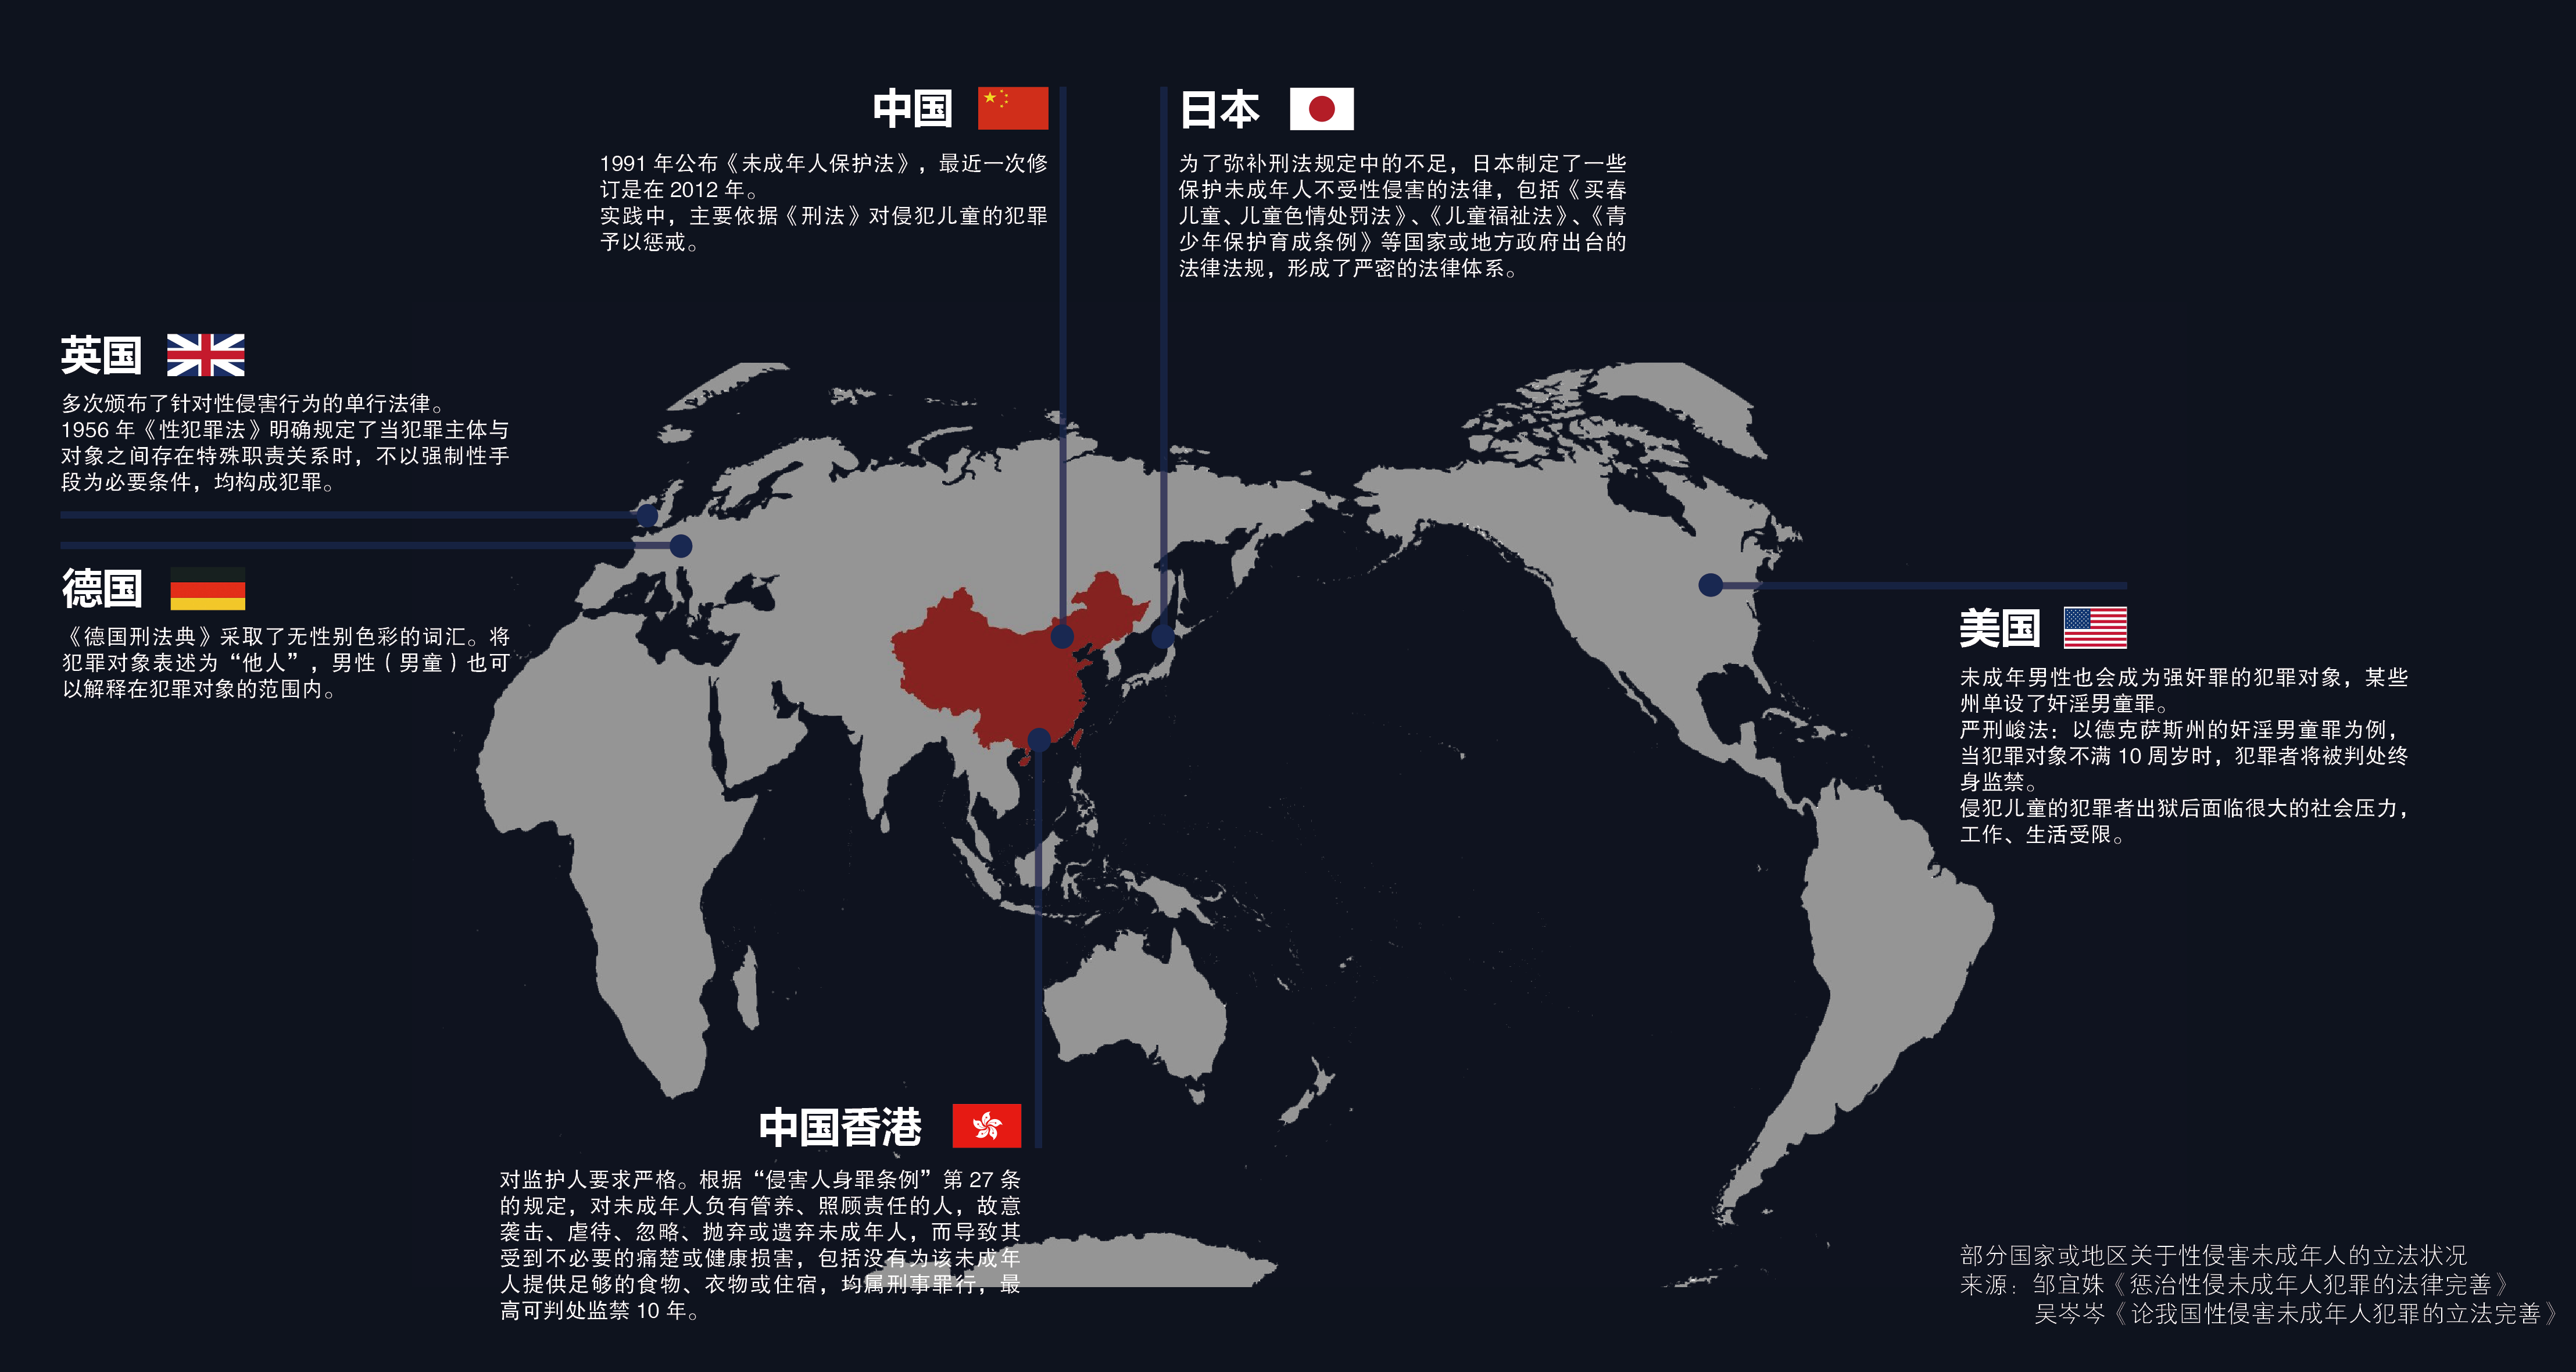 中国
1991 年公布《未成年人保护法》，最近一次修
订是在 2012 年。
实践中，主要依据《刑法》对侵犯儿童的犯罪
予以惩戒。
日本
为了弥补刑法规定中的不足，日本制定了一些
保护未成年人不受性侵害的法律，包括《买春
儿童、儿童色情处罚法》、《儿童福祉法》、《青
少年保护育成条例》等国家或地方政府出台的
法律法规，形成了严密的法律体系。
英国
多次颁布了针对性侵害行为的单行法律。
1956 年《性犯罪法》明确规定了当犯罪主体与
对象之间存在特殊职责关系时，不以强制性手
段为必要条件，均构成犯罪。
德国
《德国刑法典》采取了无性别色彩的词汇。将
犯罪对象表述为“他人”，男性（男童）也可
以解释在犯罪对象的范围内。
美国
未成年男性也会成为强奸罪的犯罪对象，某些
州单设了奸淫男童罪。
严刑峻法：以德克萨斯州的奸淫男童罪为例，
当犯罪对象不满 10 周岁时，犯罪者将被判处终
身监禁。
侵犯儿童的犯罪者出狱后面临很大的社会压力，
工作、生活受限。
中国香港
对监护人要求严格。根据“侵害人身罪条例”第 27 条
的规定，对未成年人负有管养、照顾责任的人，故意
袭击、虐待、忽略、抛弃或遗弃未成年人，而导致其
受到不必要的痛楚或健康损害，包括没有为该未成年
人提供足够的食物、衣物或住宿，均属刑事罪行，最
高可判处监禁 10 年。
部分国家或地区关于性侵害未成年人的立法状况
来源：邹宜姝《惩治性侵未成年人犯罪的法律完善》
吴岑岑《论我国性侵害未成年人犯罪的立法完善》